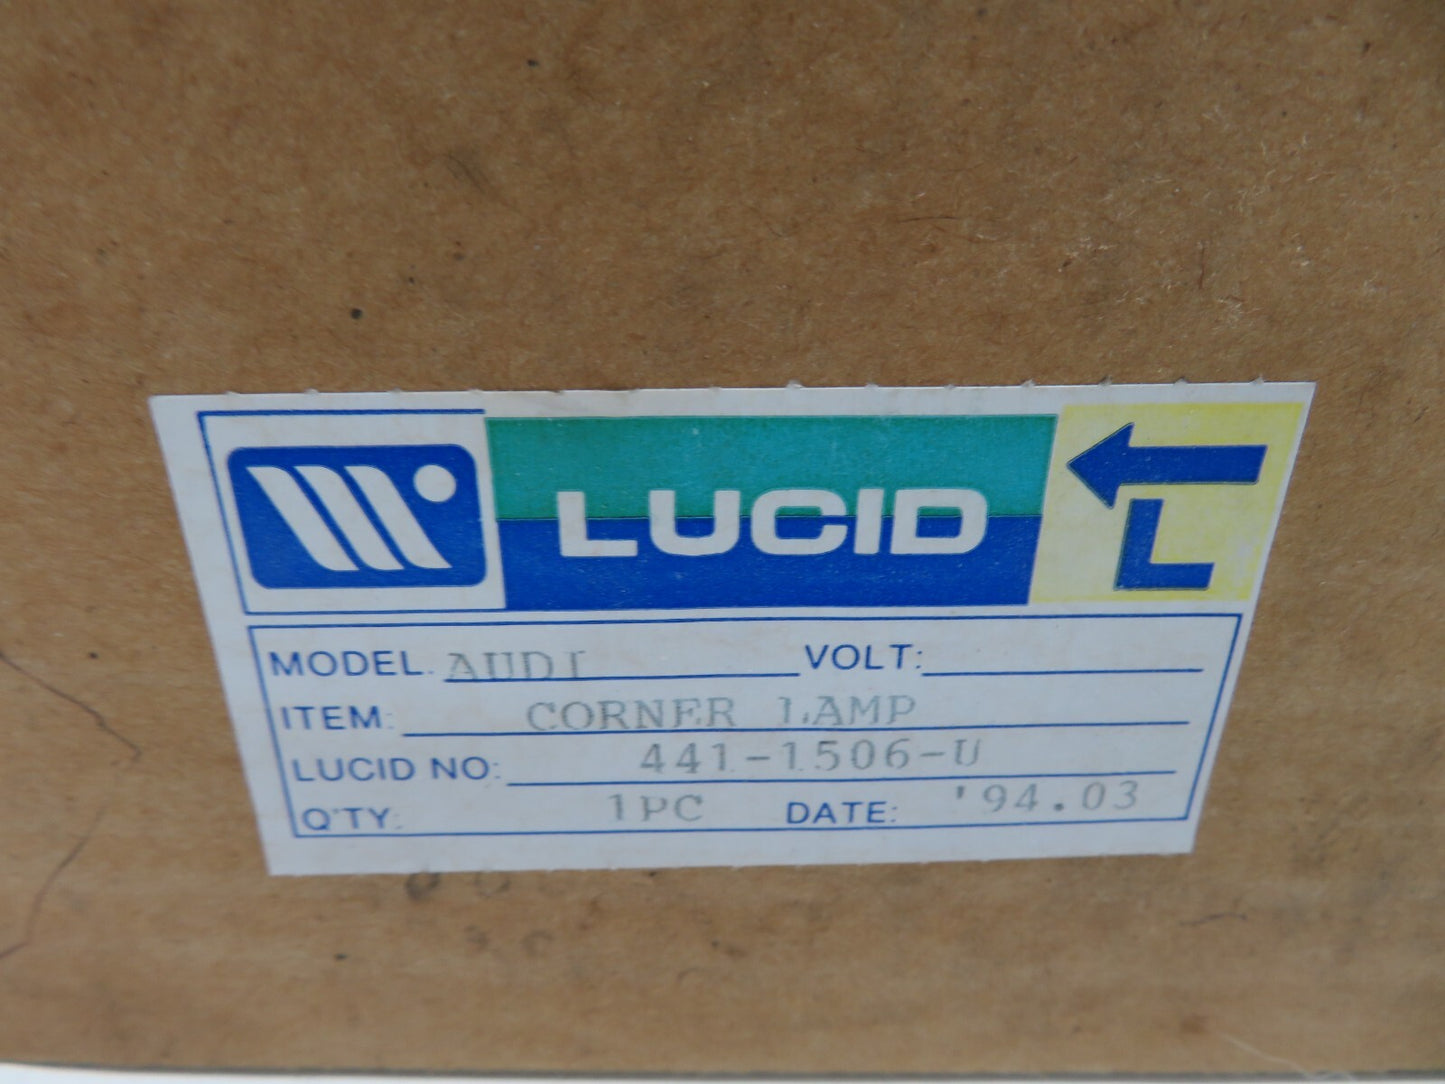 LUCID
L
MODEL. AUDI VOLT:
ITEM: CORNER LAMP
LUCID NO: 441-1506-U
Q'TY: 1PC DATE: '94.03